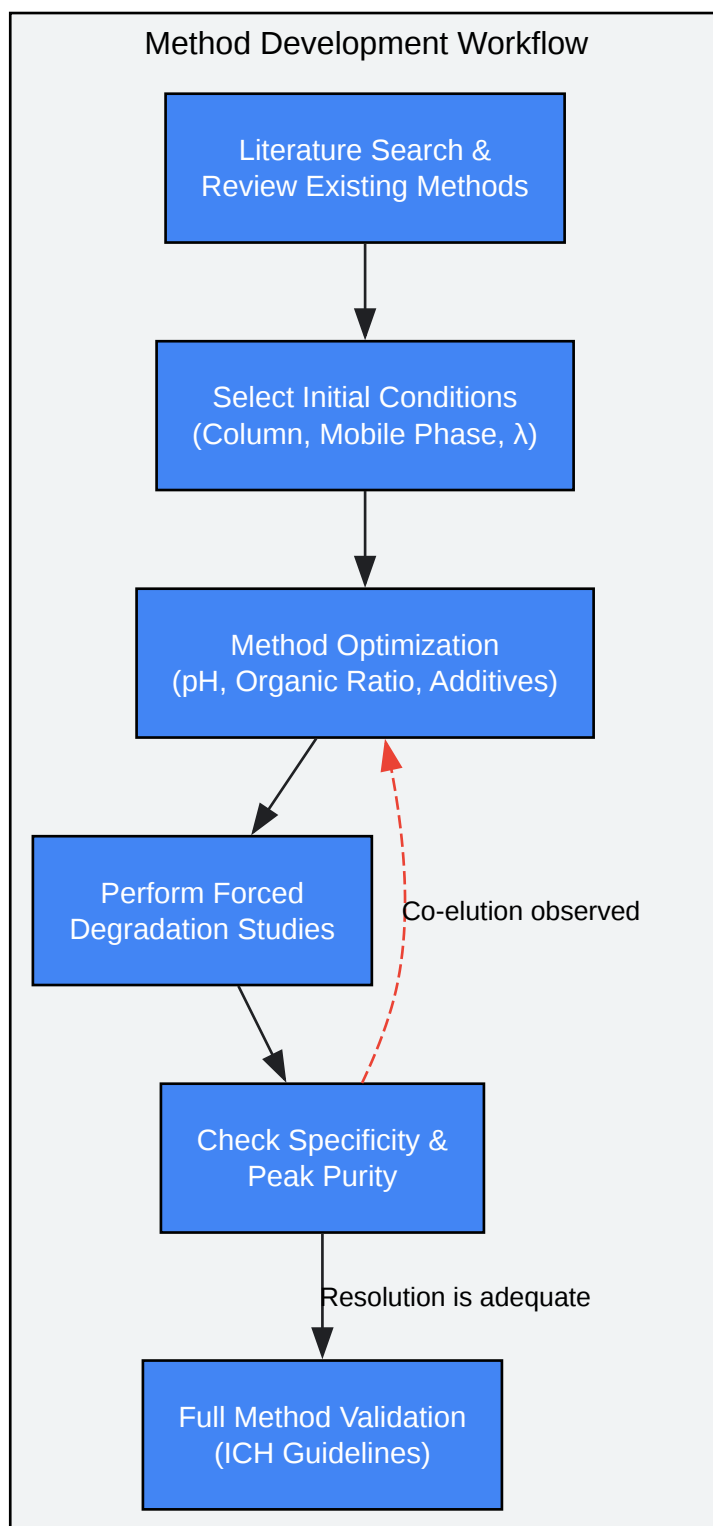 Method Development Workflow
Literature Search &
Review Existing Methods
Select Initial Conditions
(Column, Mobile Phase, λ)
Method Optimization
(pH, Organic Ratio, Additives)
Perform Forced
Degradation Studies
Co-elution observed
Check Specificity &
Peak Purity
Resolution is adequate
Full Method Validation
(ICH Guidelines)